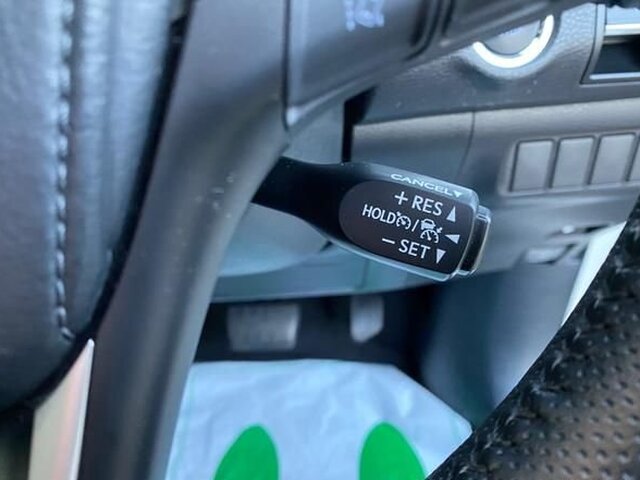 CANCEL▼
+ RES ▲
HOLD / ◀
− SET ▼